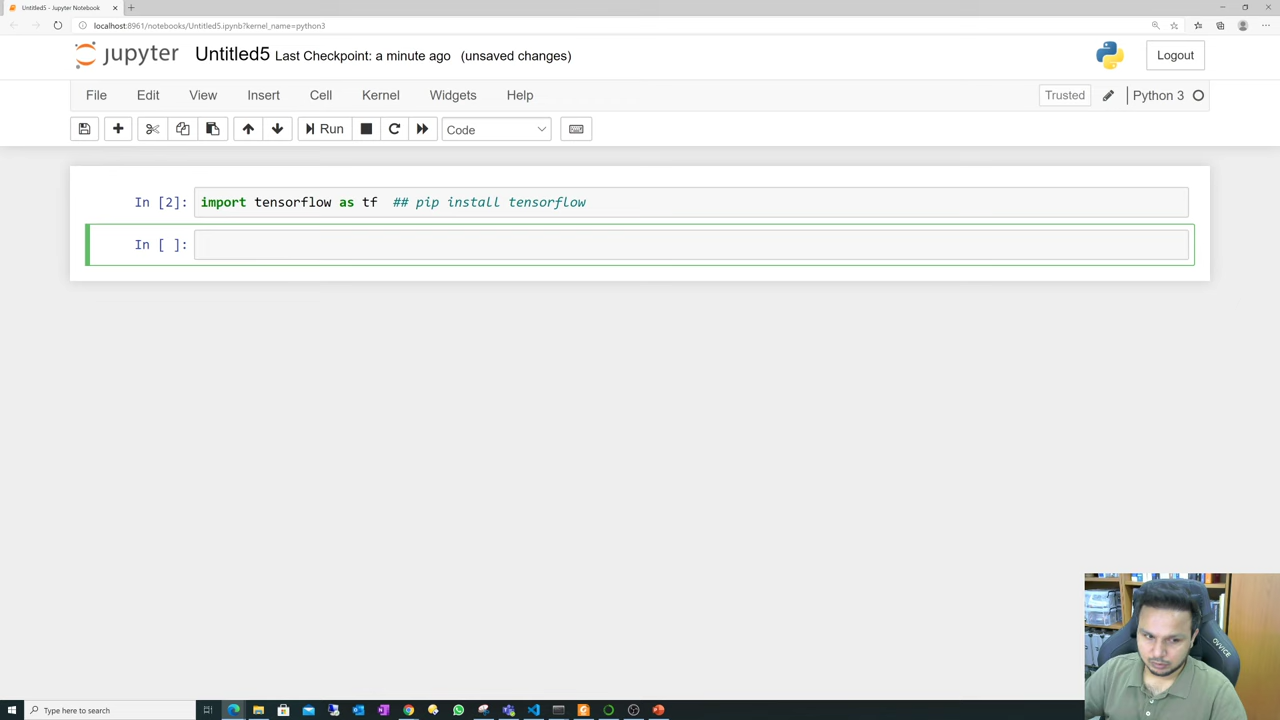 Untitled5 - Jupyter Notebook
localhost:8961/notebooks/Untitled5.ipynb?kernel_name=python3
jupyter Untitled5 Last Checkpoint: a minute ago (unsaved changes) Logout
File Edit View Insert Cell Kernel Widgets Help Trusted Python 3
Run Code
In [2]: import tensorflow as tf ## pip install tensorflow
In [ ]:
OVVICE
Type here to search